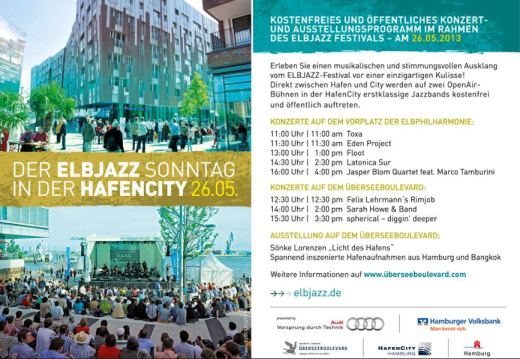 DER ELBJAZZ SONNTAG
IN DER HAFENCITY 26.05.
KOSTENFREIES UND ÖFFENTLICHES KONZERT-
UND AUSSTELLUNGSPROGRAMM IM RAHMEN
DES ELBJAZZ FESTIVALS – AM 26.05.2013
Erleben Sie einen musikalischen und stimmungsvollen Ausklang
vom ELBJAZZ-Festival vor einer einzigartigen Kulisse!
Direkt zwischen Hafen und City werden auf zwei OpenAir-
Bühnen in der HafenCity erstklassige Jazzbands kostenfrei
und öffentlich auftreten.
KONZERTE AUF DEM VORPLATZ DER ELBPHILHARMONIE:
11:00 Uhr | 11:00 am Toxa
11:30 Uhr | 11:30 am Eden Project
13:00 Uhr | 1:00 pm Floot
14:30 Uhr | 2:30 pm Latonica Sur
16:00 Uhr | 4:00 pm Jasper Blom Quartet feat. Marco Tamburini
KONZERTE AUF DEM ÜBERSEEBOULEVARD:
12:30 Uhr | 12:30 pm Felix Lehrmann's Rimjob
14:00 Uhr | 2:00 pm Sarah Howe & Band
15:30 Uhr | 3:30 pm spherical – diggin' deeper
AUSSTELLUNG AUF DEM ÜBERSEEBOULEVARD:
Sönke Lorenzen „Licht des Hafens"
Spannend inszenierte Hafenaufnahmen aus Hamburg und Bangkok
Weitere Informationen auf www.überseeboulevard.com
elbjazz.de
presented by
Audi
Vorsprung durch Technik
Hamburger Volksbank
Man kennt sich.
ÜBERSEEBOULEVARD
HAFENCITY
HAMBURG
Hamburg